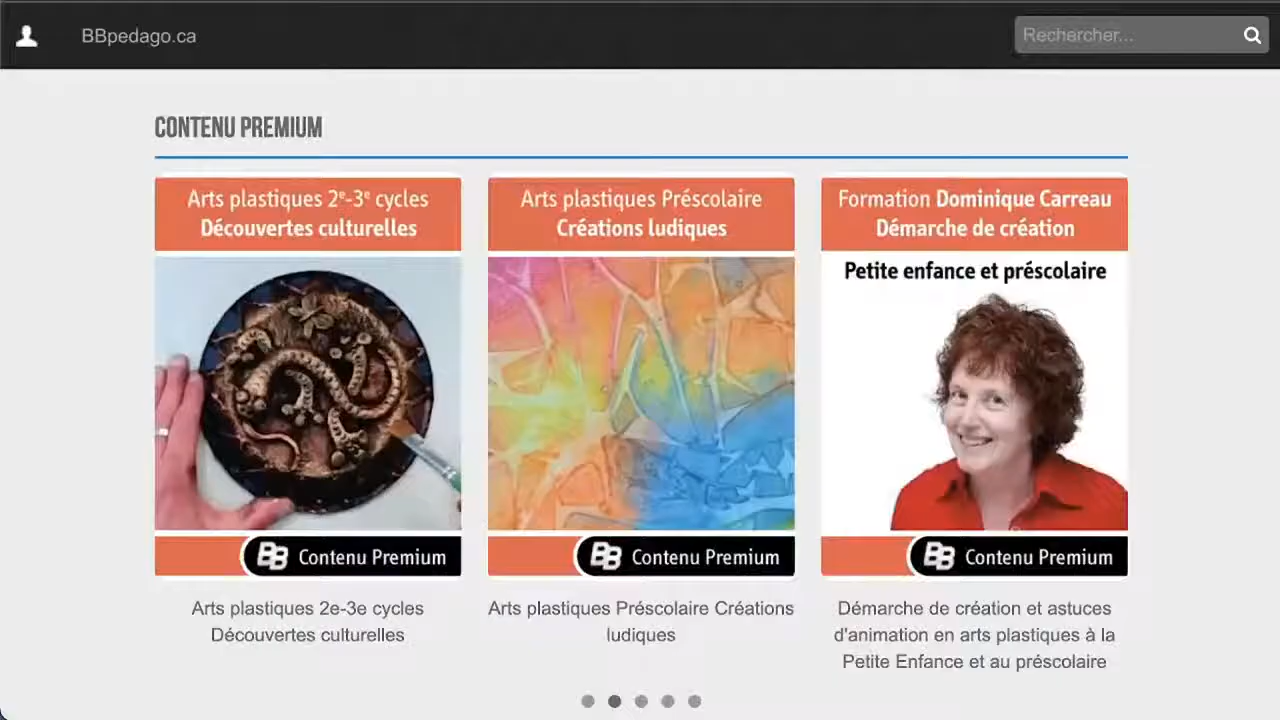 BBpedago.ca
Rechercher...
CONTENU PREMIUM
Arts plastiques 2e-3e cycles
Découvertes culturelles
Arts plastiques Préscolaire
Créations ludiques
Formation Dominique Carreau
Démarche de création
Petite enfance et préscolaire
BB Contenu Premium
BB Contenu Premium
BB Contenu Premium
Arts plastiques 2e-3e cycles
Découvertes culturelles
Arts plastiques Préscolaire Créations
ludiques
Démarche de création et astuces
d'animation en arts plastiques à la
Petite Enfance et au préscolaire